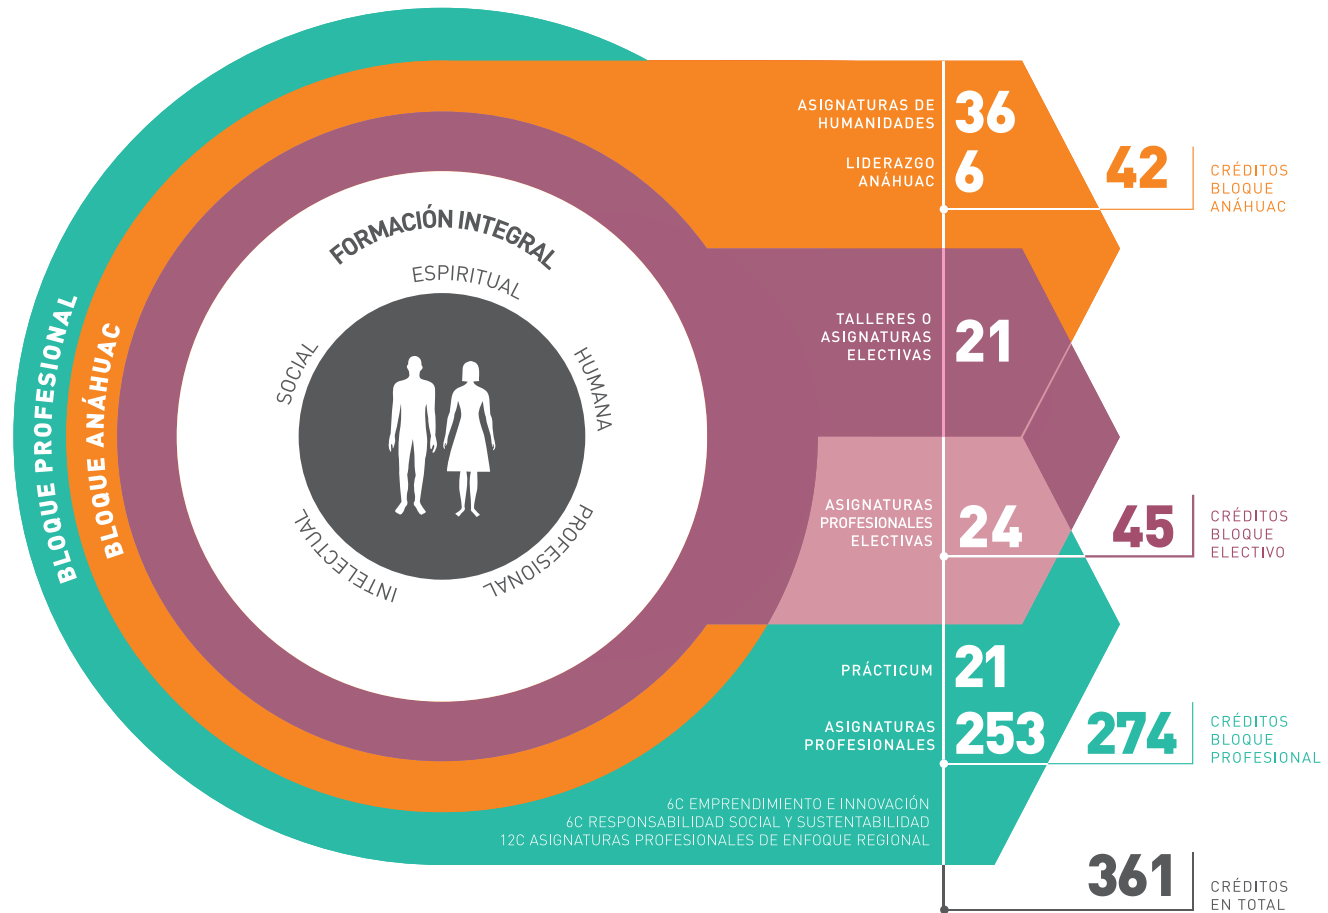 BLOQUE PROFESIONAL
BLOQUE ANÁHUAC
FORMACIÓN INTEGRAL
ESPIRITUAL
SOCIAL
HUMANA
INTELECTUAL
PROFESIONAL
ASIGNATURAS DE
HUMANIDADES
36
LIDERAZGO
ANÁHUAC
6
42
CRÉDITOS
BLOQUE
ANÁHUAC
TALLERES O
ASIGNATURAS
ELECTIVAS
21
ASIGNATURAS
PROFESIONALES
ELECTIVAS
24
45
CRÉDITOS
BLOQUE
ELECTIVO
PRÁCTICUM
21
ASIGNATURAS
PROFESIONALES
253
274
CRÉDITOS
BLOQUE
PROFESIONAL
6C EMPRENDIMIENTO E INNOVACIÓN
6C RESPONSABILIDAD SOCIAL Y SUSTENTABILIDAD
12C ASIGNATURAS PROFESIONALES DE ENFOQUE REGIONAL
361
CRÉDITOS
EN TOTAL